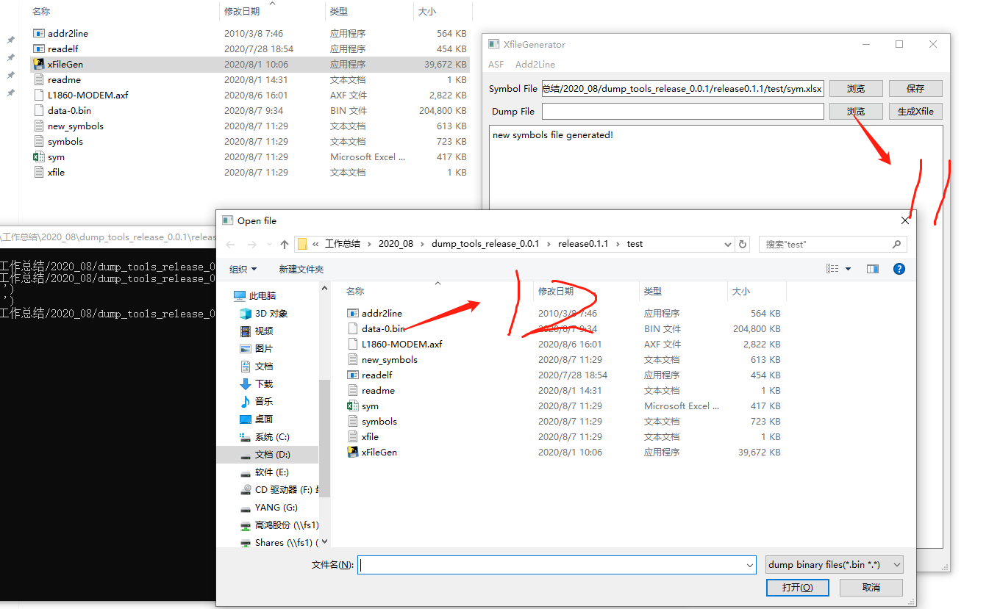 名称 修改日期 类型 大小
addr2line 2010/3/8 7:46 应用程序 564 KB
readelf 2020/7/28 18:54 应用程序 454 KB
xFileGen 2020/8/1 10:06 应用程序 39,672 KB
readme 2020/8/1 14:31 文本文档 1 KB
L1860-MODEM.axf 2020/8/6 16:01 AXF 文件 2,822 KB
data-0.bin 2020/8/7 9:34 BIN 文件 204,800 KB
new_symbols 2020/8/7 11:29 文本文档 613 KB
symbols 2020/8/7 11:29 文本文档 723 KB
sym 2020/8/7 11:29 Microsoft Excel ... 417 KB
xfile 2020/8/7 11:29 文本文档 1 KB
XfileGenerator
ASF Add2Line
Symbol File 总结/2020_08/dump_tools_release_0.0.1/release0.1.1/test/sym.xlsx 浏览 保存
Dump File 浏览 生成Xfile
new symbols file generated!
11
\工作总结\2020_08\dump_tools_release_0.0.1\releas
工作总结/2020_08/dump_tools_release_0
工作总结/2020_08/dump_tools_release_0
,)
,)
工作总结/2020_08/dump_tools_release_0
Open file
« 工作总结 › 2020_08 › dump_tools_release_0.0.1 › release0.1.1 › test 搜索"test"
组织 新建文件夹
此电脑
3D 对象
视频
图片
文档
下载
音乐
桌面
系统 (C:)
文档 (D:)
软件 (E:)
CD 驱动器 (F:)
YANG (G:)
高鸿股份 (\\fs1)
Shares (\\fs1) (
名称 修改日期 类型 大小
addr2line 2010/3/8 7:46 应用程序 564 KB
data-0.bin 2020/8/7 9:34 BIN 文件 204,800 KB
L1860-MODEM.axf 2020/8/6 16:01 AXF 文件 2,822 KB
new_symbols 2020/8/7 11:29 文本文档 613 KB
readelf 2020/7/28 18:54 应用程序 454 KB
readme 2020/8/1 14:31 文本文档 1 KB
sym 2020/8/7 11:29 Microsoft Excel ... 417 KB
symbols 2020/8/7 11:29 文本文档 723 KB
xfile 2020/8/7 11:29 文本文档 1 KB
xFileGen 2020/8/1 10:06 应用程序 39,672 KB
12
文件名(N): dump binary files(*.bin *.*)
打开(O) 取消